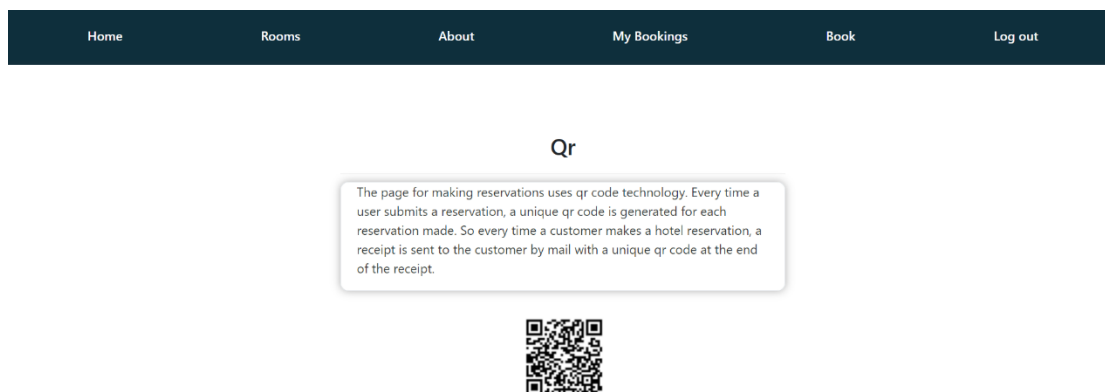 Home Rooms About My Bookings Book Log out
Qr
The page for making reservations uses qr code technology. Every time a
user submits a reservation, a unique qr code is generated for each
reservation made. So every time a customer makes a hotel reservation, a
receipt is sent to the customer by mail with a unique qr code at the end
of the receipt.